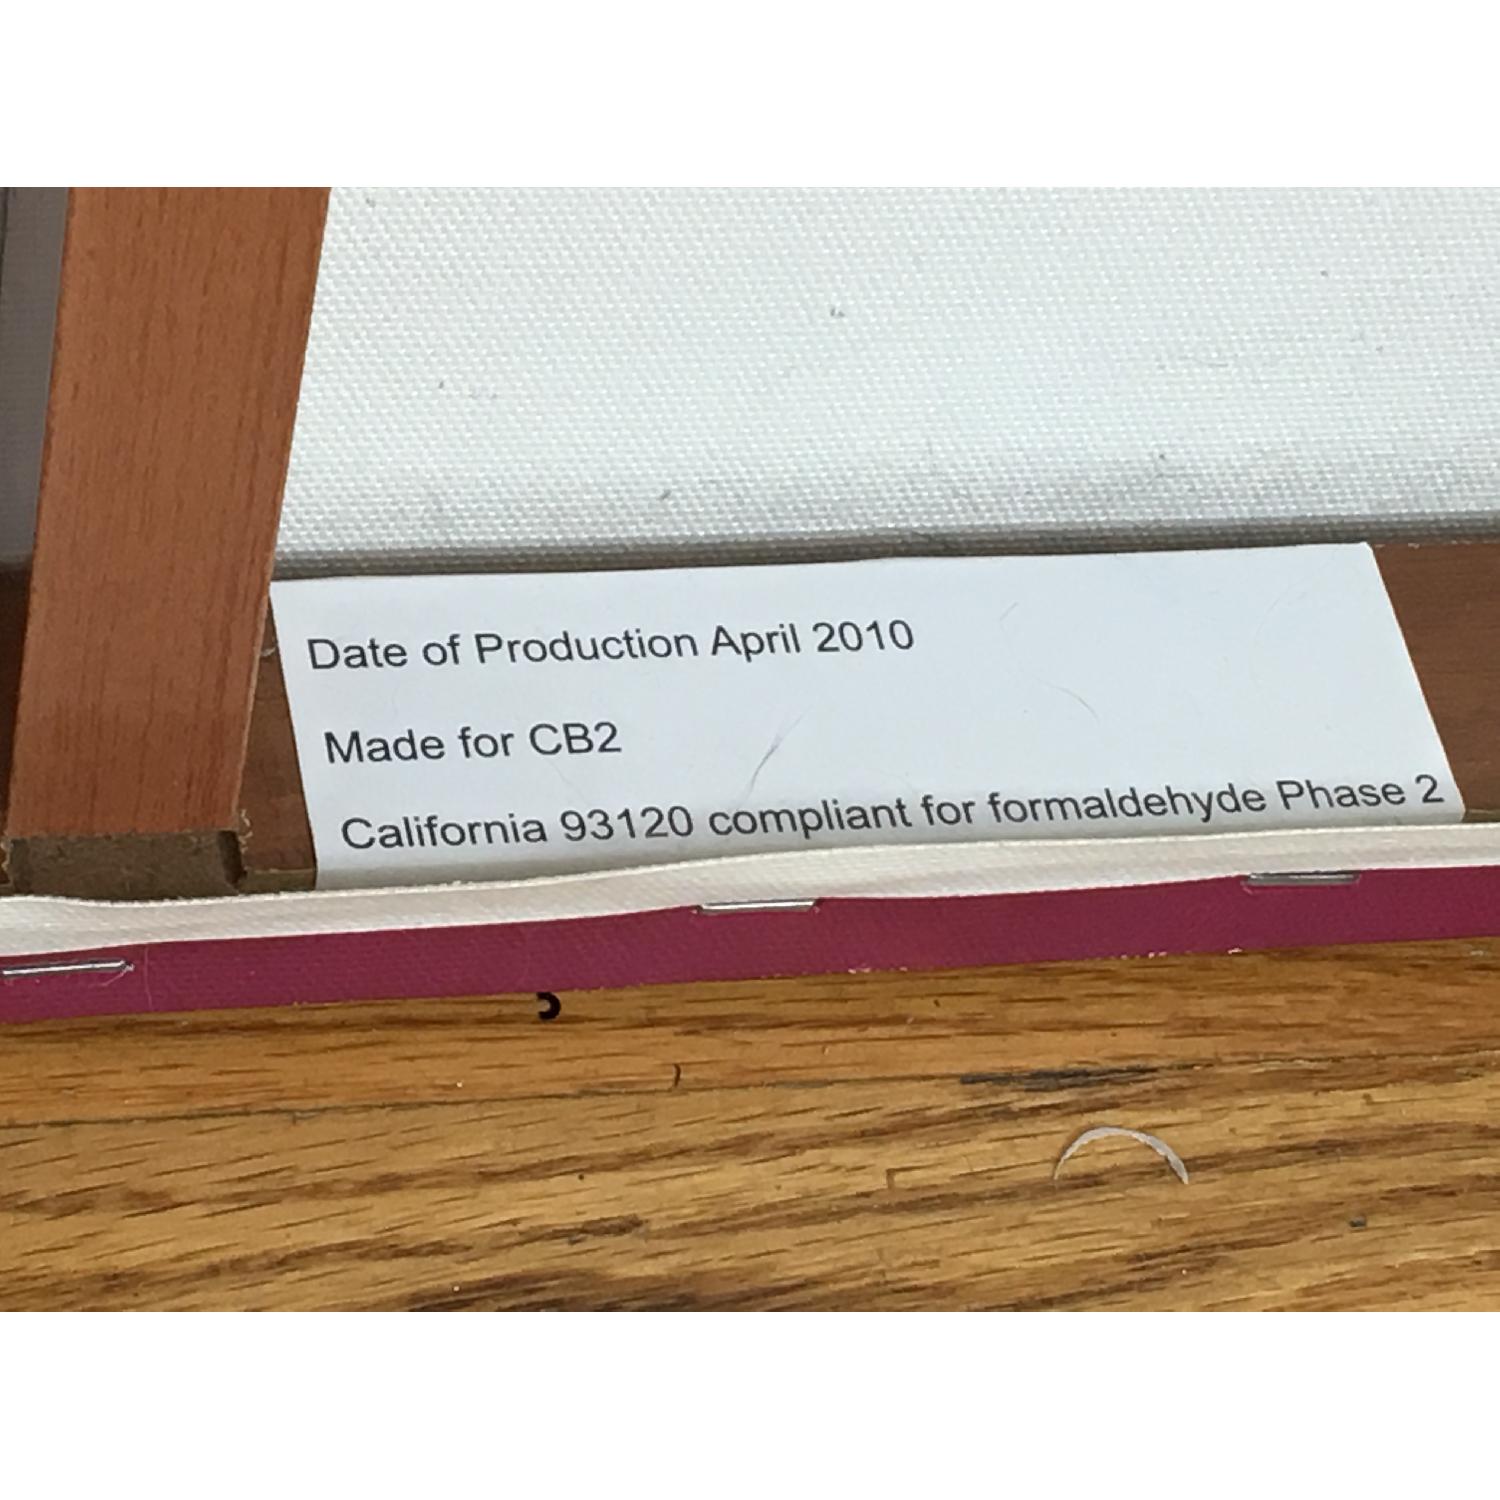 Date of Production April 2010
Made for CB2
California 93120 compliant for formaldehyde Phase 2